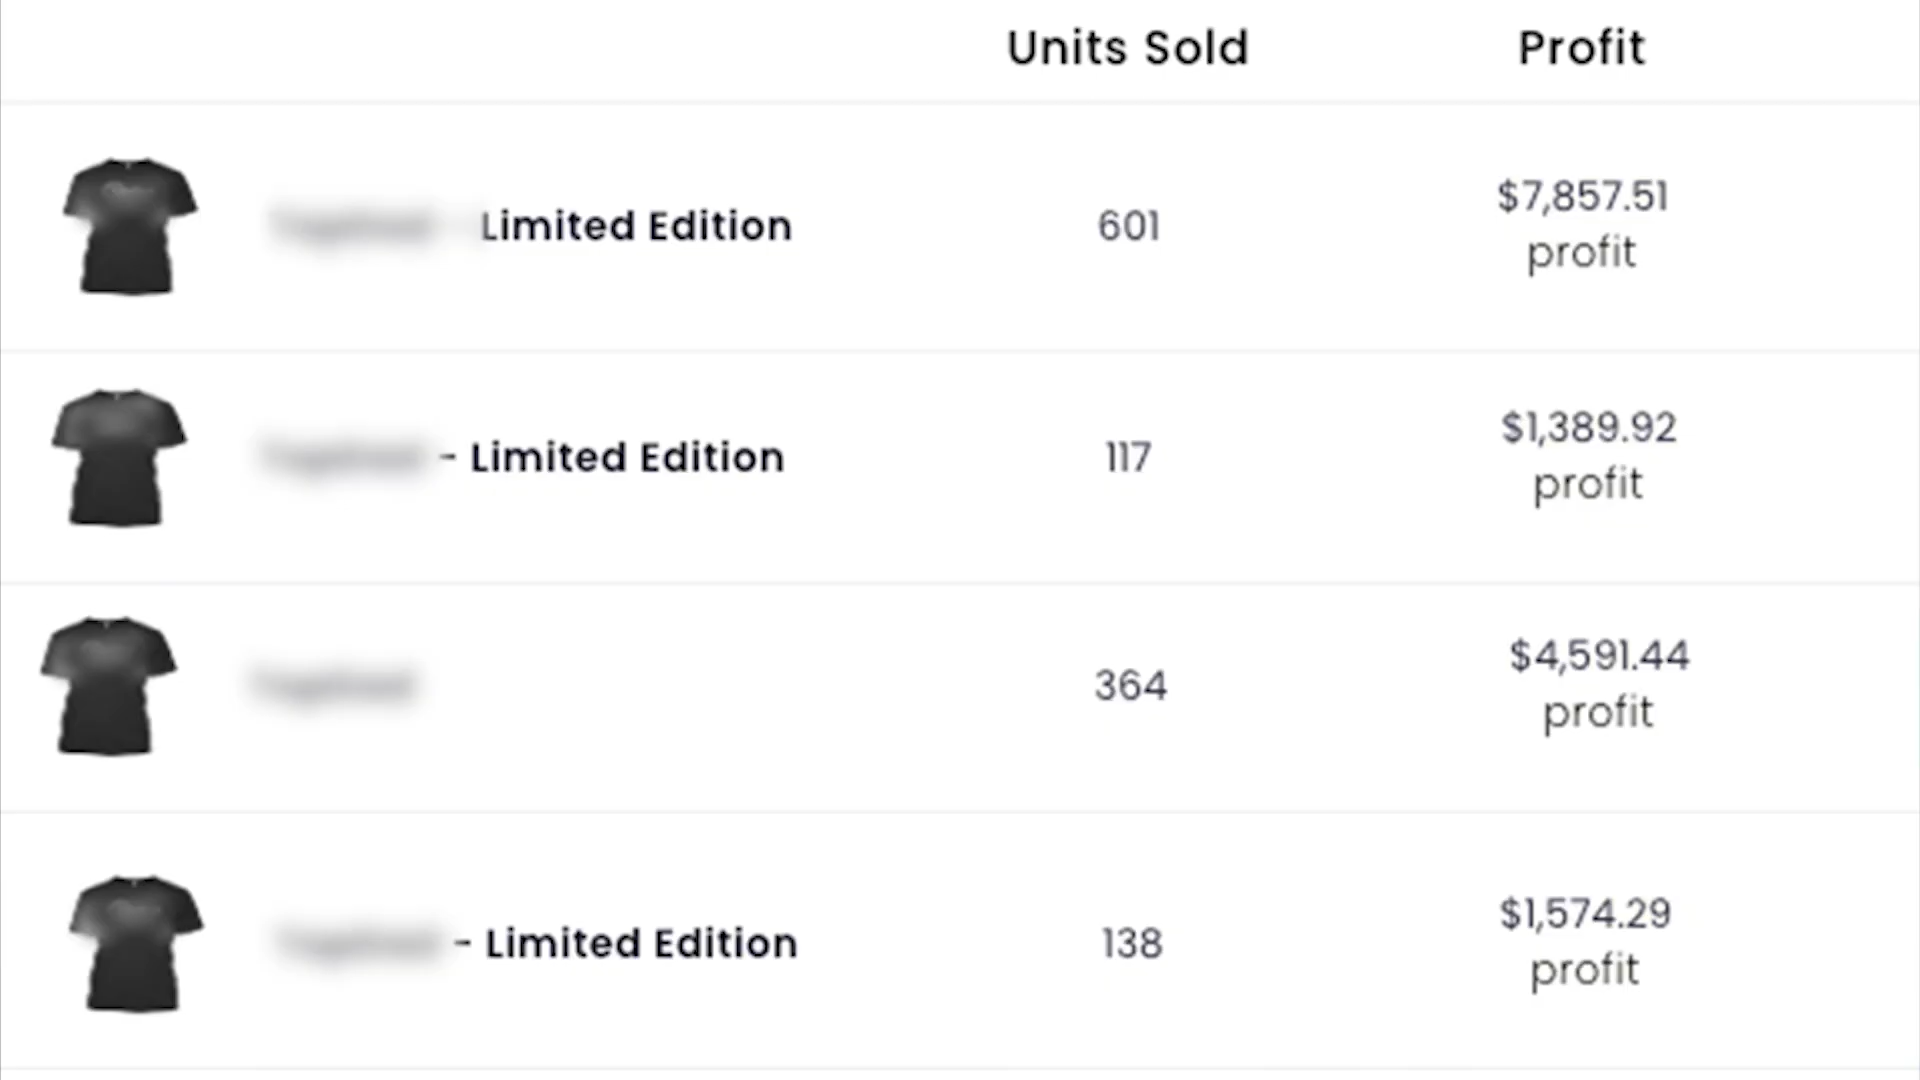 Units Sold Profit
Limited Edition 601 $7,857.51
profit
- Limited Edition 117 $1,389.92
profit
364 $4,591.44
profit
- Limited Edition 138 $1,574.29
profit